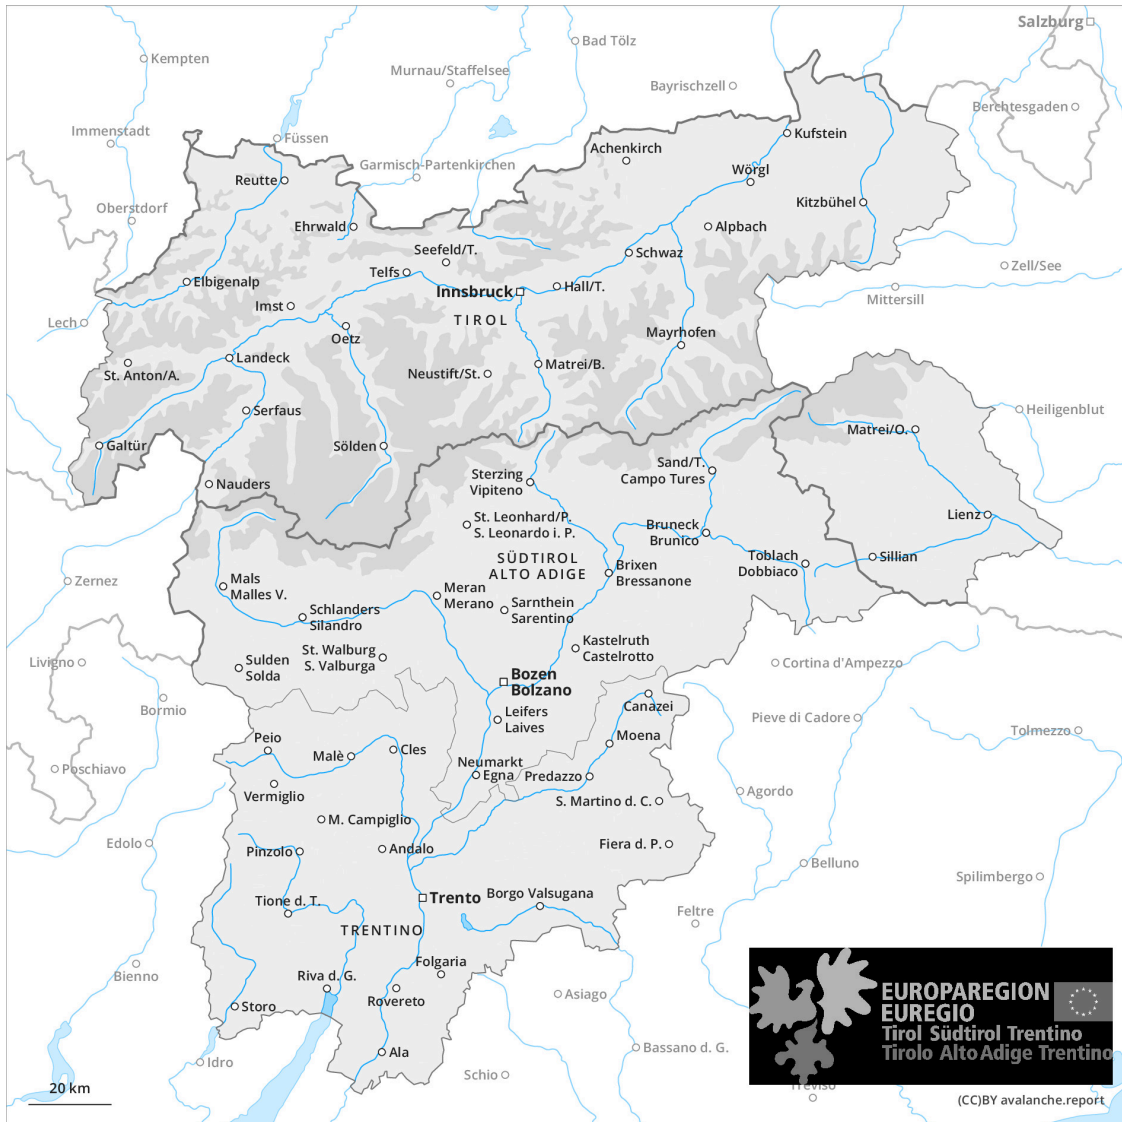 Salzburg
Bad Tölz
Kempten
Murnau/Staffelsee
Bayrischzell
Berchtesgaden
Immenstadt
Füssen
Kufstein
Achenkirch
Garmisch-Partenkirchen
Wörgl
Reutte
Kitzbühel
Oberstdorf
Ehrwald
Alpbach
Seefeld/T.
Schwaz
Telfs
Zell/See
Elbigenalp
Innsbruck
Hall/T.
Mittersill
Imst
TIROL
Lech
Oetz
Mayrhofen
Landeck
Matrei/B.
St. Anton/A.
Neustift/St.
Serfaus
Heiligenblut
Matrei/O.
Galtür
Sölden
Sand/T.
Campo Tures
Sterzing
Vipiteno
Nauders
St. Leonhard/P.
S. Leonardo i. P.
Lienz
Bruneck
Brunico
SÜDTIROL
ALTO ADIGE
Toblach
Dobbiaco
Sillian
Brixen
Bressanone
Zernez
Mals
Malles V.
Meran
Merano
Sarnthein
Sarentino
Schlanders
Silandro
Kastelruth
Castelrotto
St. Walburg
S. Valburga
Livigno
Sulden
Solda
Cortina d'Ampezzo
Bozen
Bolzano
Bormio
Canazei
Leifers
Laives
Pieve di Cadore
Tolmezzo
Moena
Peio
Malè
Cles
Neumarkt
Egna
Predazzo
Poschiavo
Vermiglio
Agordo
S. Martino d. C.
M. Campiglio
Edolo
Pinzolo
Andalo
Fiera d. P.
Belluno
Spilimbergo
Tione d. T.
Trento
Borgo Valsugana
Feltre
TRENTINO
Folgaria
Bienno
Riva d. G.
Rovereto
Asiago
Storo
EUROPAREGION
EUREGIO
Tirol Südtirol Trentino
Tirolo Alto Adige Trentino
Idro
Ala
Bassano d. G.
Schio
Treviso
20 km
(CC)BY avalanche.report